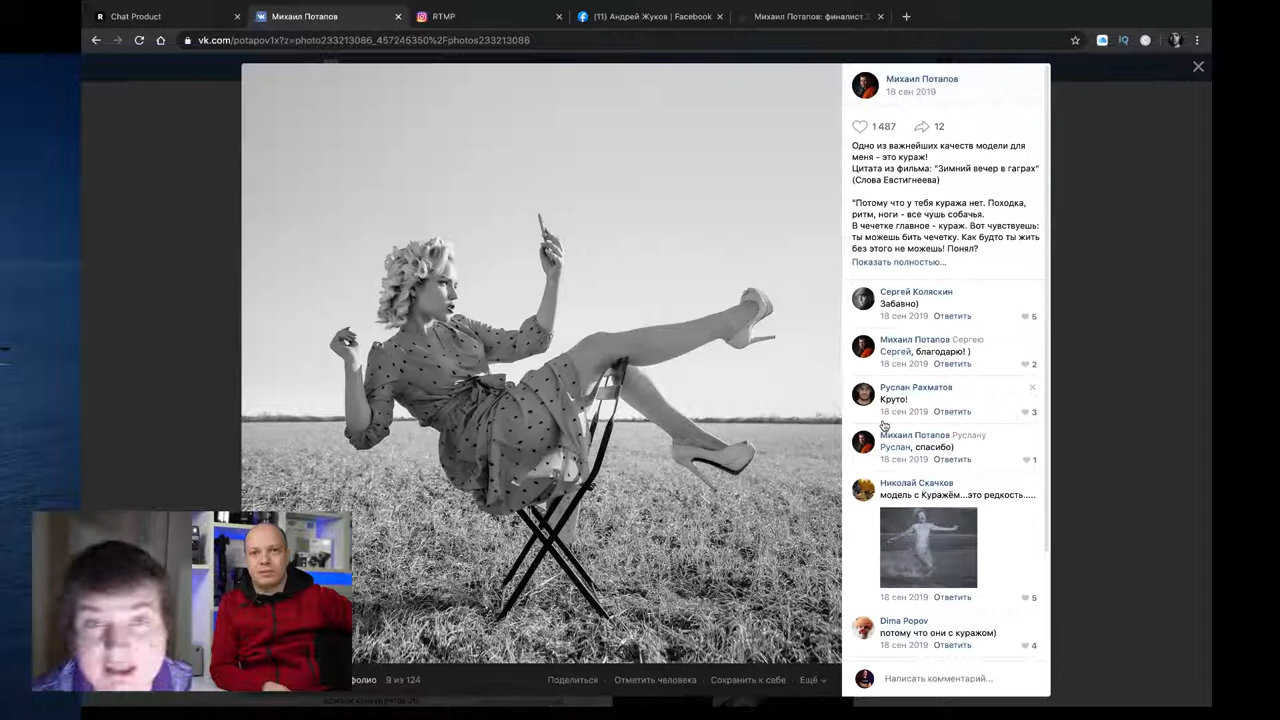 Chat Product
Михаил Потапов
RTMP
(11) Андрей Жуков | Facebook
Михаил Потапов: финалист
vk.com/potapov1x?z=photo233213086_457245350%2Fphotos233213086
Михаил Потапов
18 сен 2019
1 487
12
Одно из важнейших качеств модели для
меня - это кураж!
Цитата из фильма: "Зимний вечер в гаграх"
(Слова Евстигнеева)
"Потому что у тебя куража нет. Походка,
ритм, ноги - все чушь собачья.
В чечетке главное - кураж. Вот чувствуешь:
ты можешь бить чечетку. Как будто ты жить
без этого не можешь! Понял?
Показать полностью...
Сергей Коляскин
Забавно)
18 сен 2019 Ответить 5
Михаил Потапов Сергею
Сергей, благодарю! )
18 сен 2019 Ответить 2
Руслан Рахматов
Круто!
18 сен 2019 Ответить 3
Михаил Потапов Руслану
Руслан, спасибо)
18 сен 2019 Ответить 1
Николай Скачков
модель с Куражём...это редкость.....
18 сен 2019 Ответить 5
Dima Popov
потому что они с куражом)
18 сен 2019 Ответить 4
фолио 9 из 124 Поделиться Отметить человека Сохранить к себе Ещё
Написать комментарий...